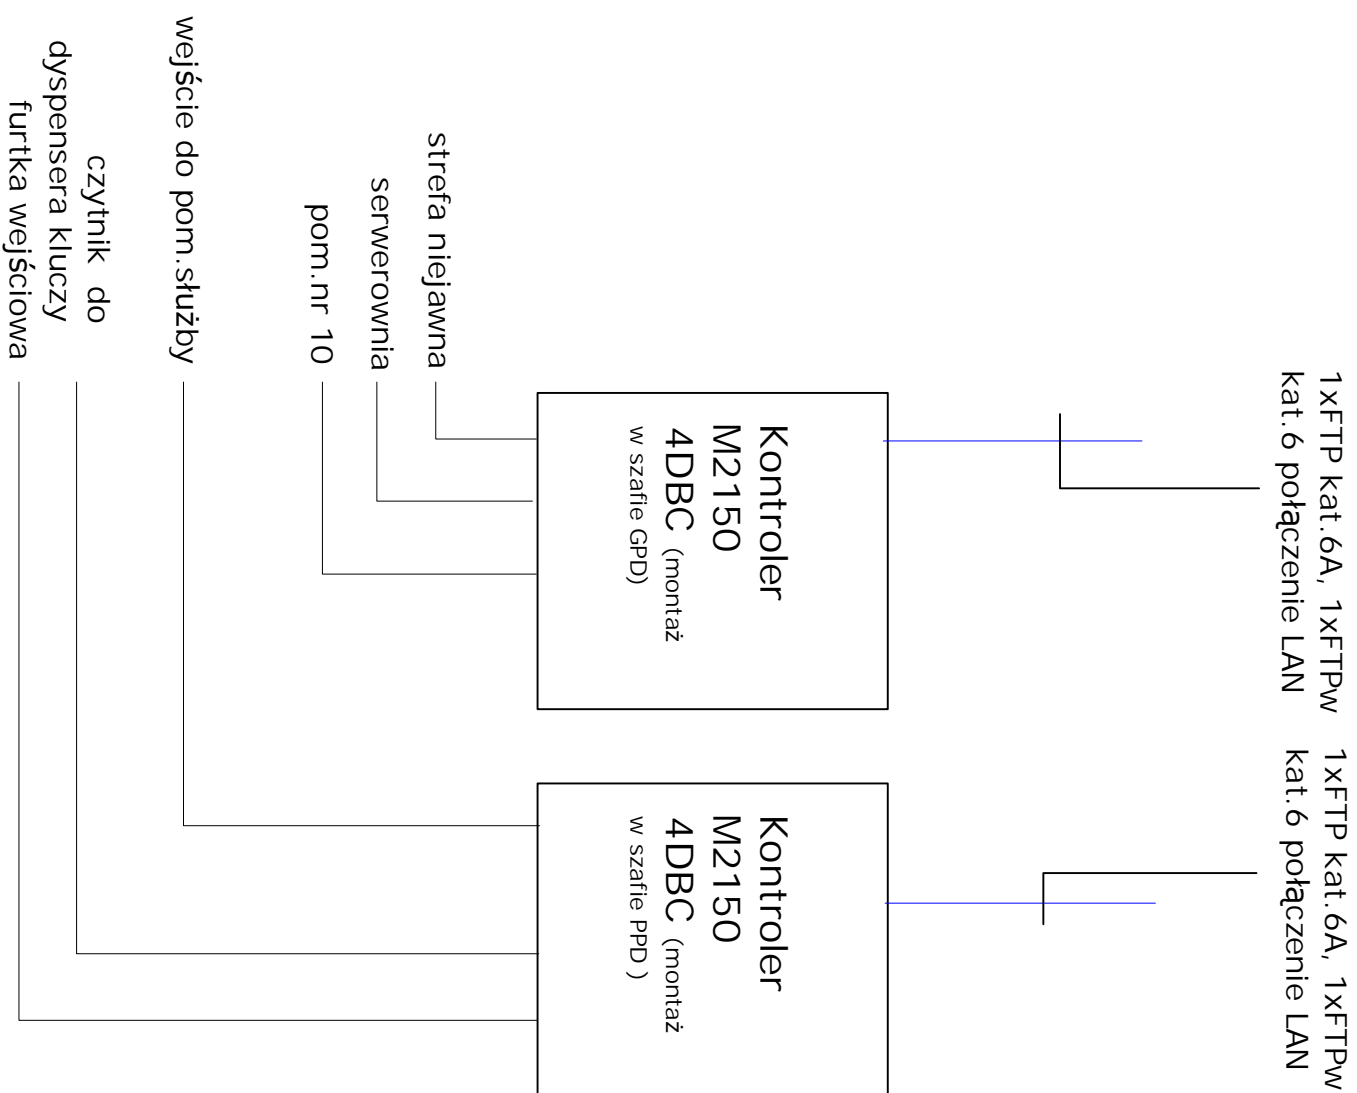 1xFTP kat.6A, 1xFTPw
kat.6 połączenie LAN
1xFTP kat.6A, 1xFTPw
kat.6 połączenie LAN
Kontroler
M2150
4DBC (montaż
w szafie GPD)
Kontroler
M2150
4DBC (montaż
w szafie PPD )
strefa niejawna
serwerownia
pom.nr 10
wejście do pom.służby
czytnik do
dyspensera kluczy
furtka wejściowa